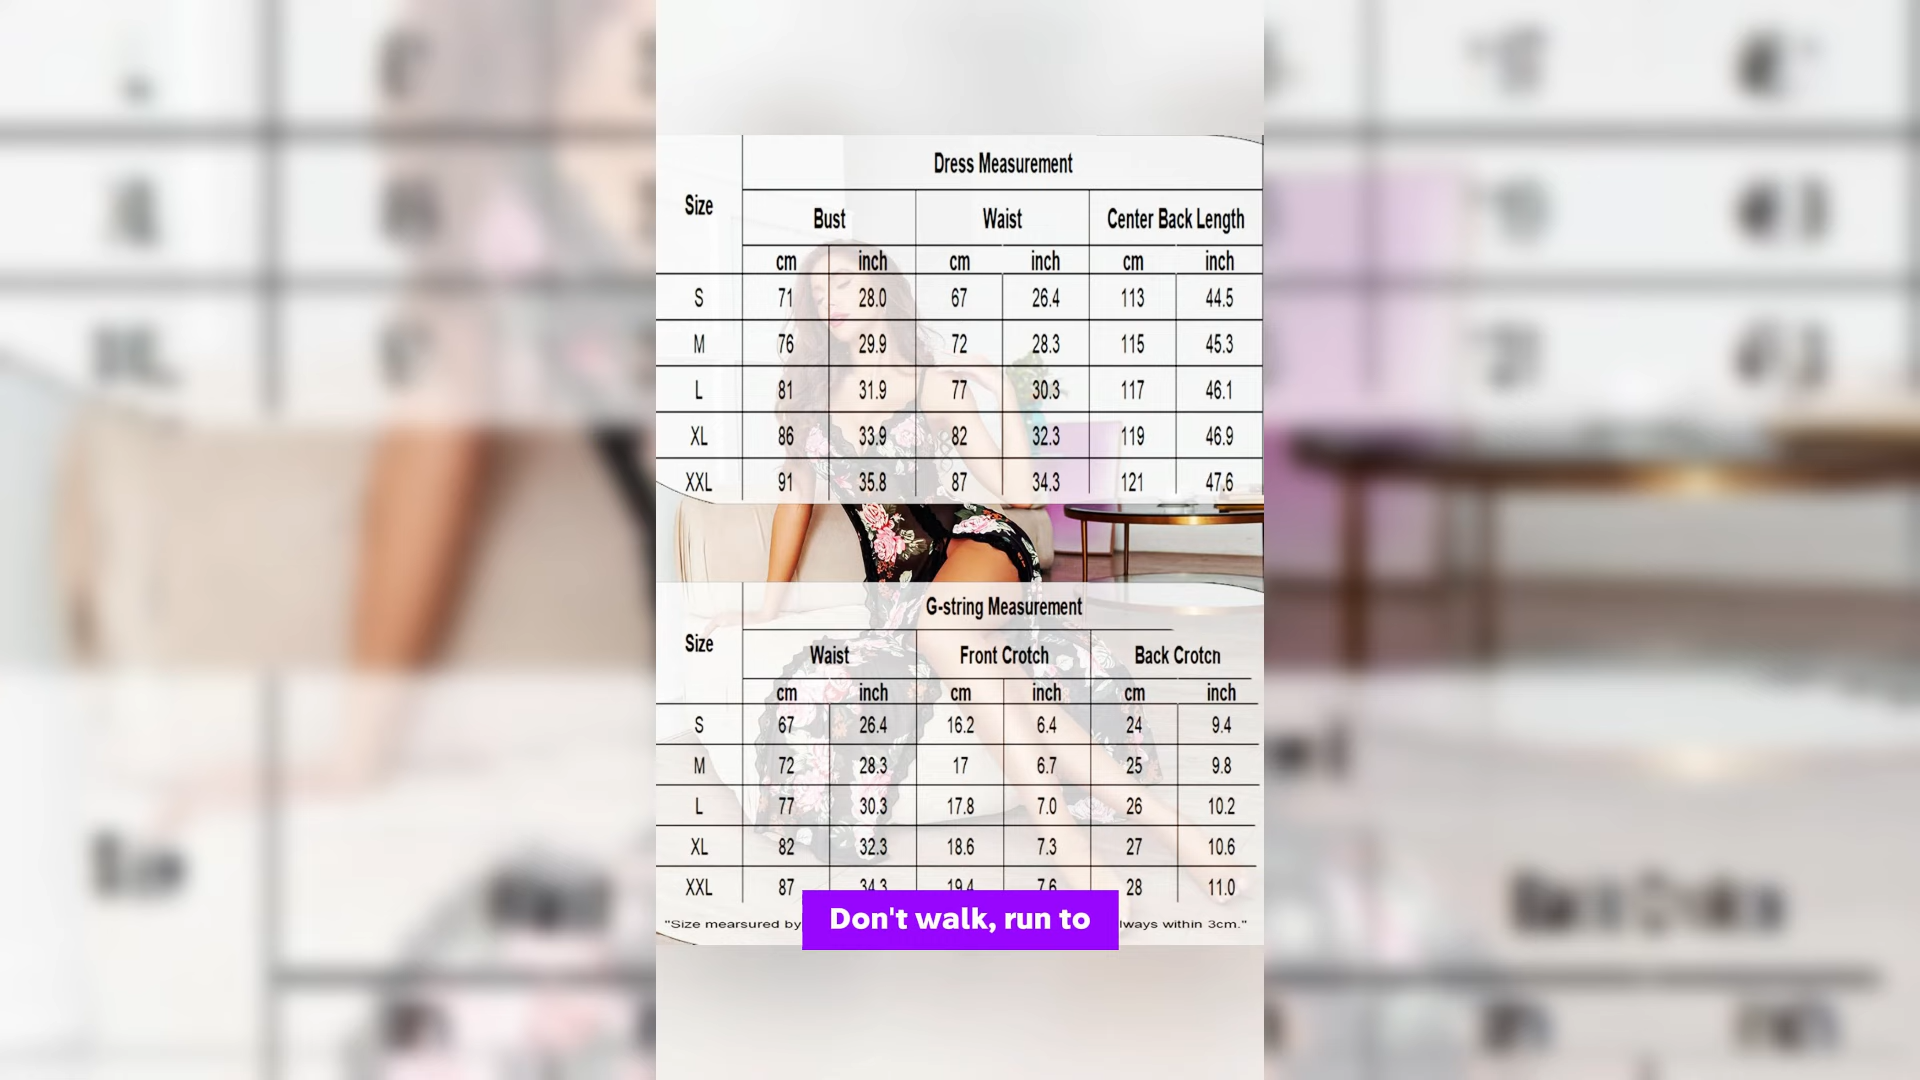 Dress Measurement
Size
Bust Waist Center Back Length
cm inch cm inch cm inch
S 71 28.0 67 26.4 113 44.5
M 76 29.9 72 28.3 115 45.3
L 81 31.9 77 30.3 117 46.1
XL 86 33.9 82 32.3 119 46.9
XXL 91 35.8 87 34.3 121 47.6
G-string Measurement
Size
Waist Front Crotch Back Crotcn
cm inch cm inch cm inch
S 67 26.4 16.2 6.4 24 9.4
M 72 28.3 17 6.7 25 9.8
L 77 30.3 17.8 7.0 26 10.2
XL 82 32.3 18.6 7.3 27 10.6
XXL 87 34.3 19.4 7.6 28 11.0
"Size mearsured by lways within 3cm."
Don't walk, run to